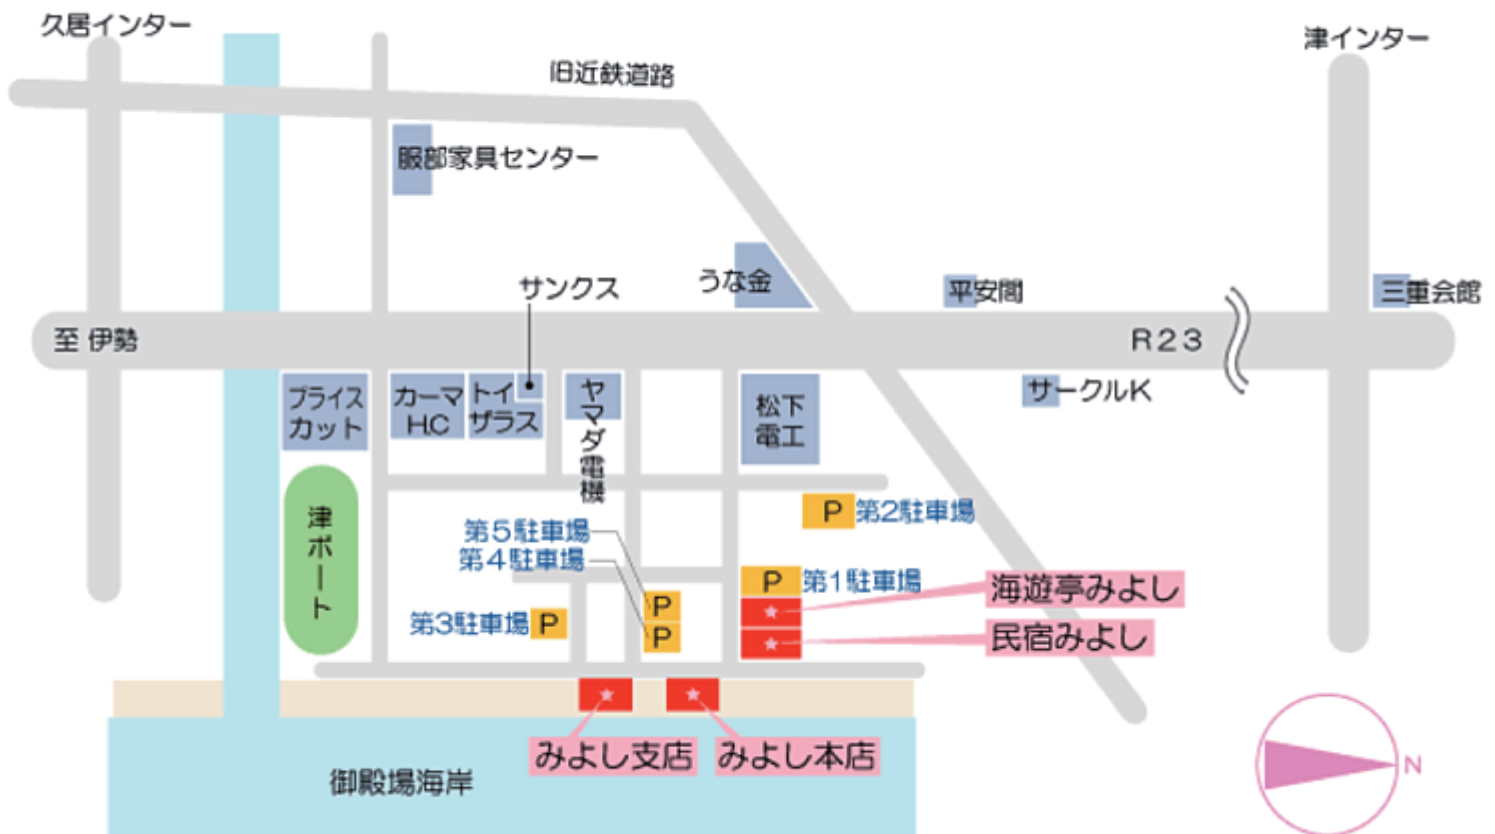 久居インター
津インター
旧近鉄道路
服部家具センター
サンクス
うな金
平安閣
三重会館
至 伊勢
R23
プライス
カット
カーマ
H.C
トイ
ザラス
ヤマダ電機
松下
電工
サークルK
津ボート
P 第2駐車場
第5駐車場
第4駐車場
P 第1駐車場
海遊亭みよし
P
第3駐車場 P
P
民宿みよし
みよし支店
みよし本店
御殿場海岸
N